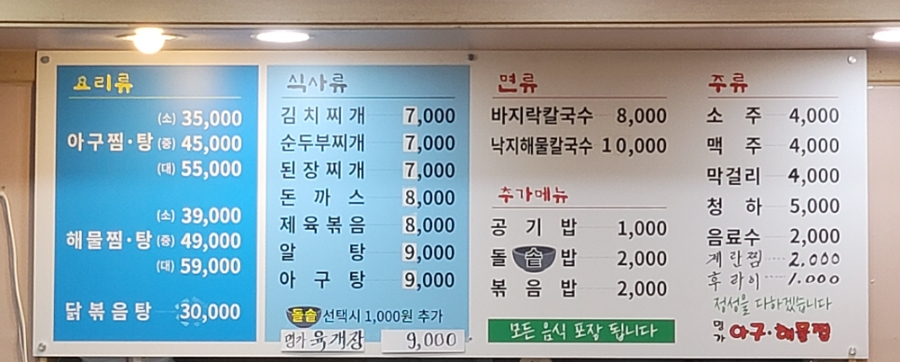 요리류
(소) 35,000
아구찜·탕 (중) 45,000
(대) 55,000
(소) 39,000
해물찜·탕 (중) 49,000
(대) 59,000
닭볶음탕 30,000
식사류
김치찌개 7,000
순두부찌개 7,000
된장찌개 7,000
돈까스 8,000
제육볶음 8,000
알탕 9,000
아구탕 9,000
돌솥 선택시 1,000원 추가
명가 육개장 9,000
면류
바지락칼국수 8,000
낙지해물칼국수 10,000
추가메뉴
공기밥 1,000
돌솥밥 2,000
볶음밥 2,000
모든 음식 포장 됩니다
주류
소주 4,000
맥주 4,000
막걸리 4,000
청하 5,000
음료수 2,000
계란찜 2.000
후라이 1.000
정성을 다하겠습니다
명가 아구·해물찜